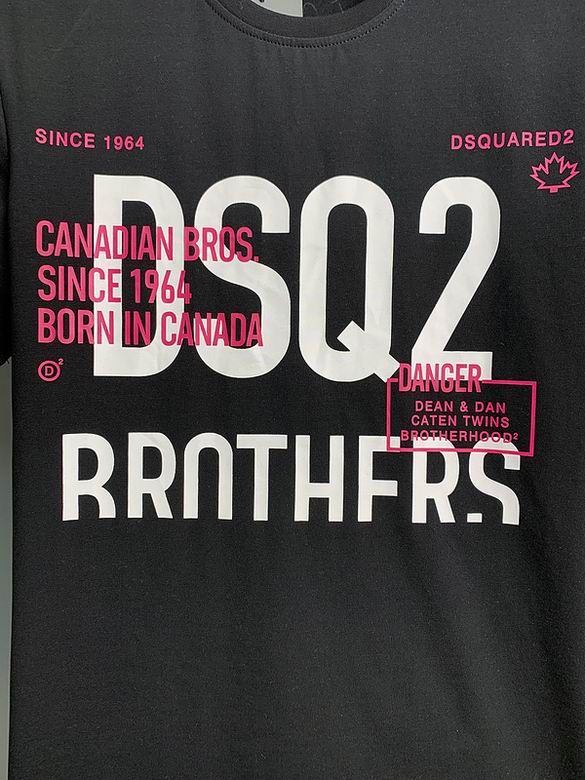 SINCE 1964
DSQUARED2
DSQ2
CANADIAN BROS.
SINCE 1964
BORN IN CANADA
D²
DANGER
DEAN & DAN
CATEN TWINS
BROTHERHOOD²
BROTHERS